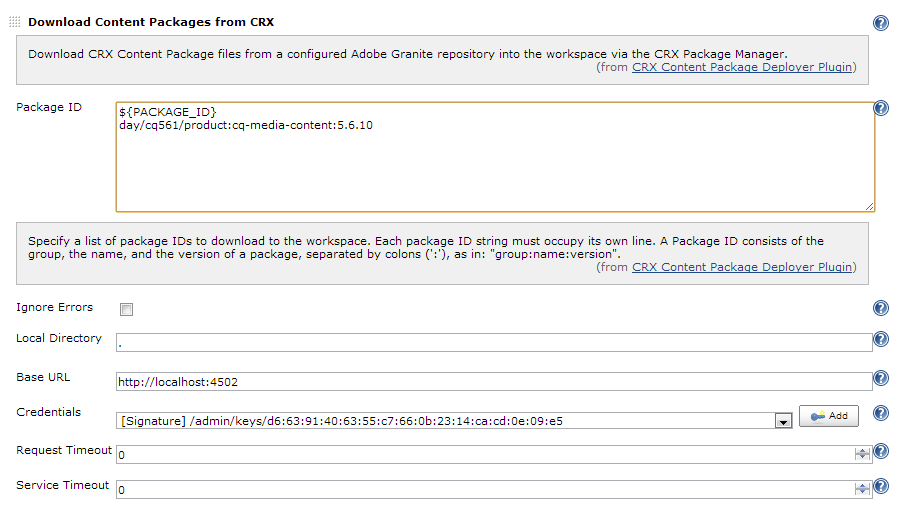 Download Content Packages from CRX
Download CRX Content Package files from a configured Adobe Granite repository into the workspace via the CRX Package Manager.
(from CRX Content Package Deployer Plugin)
Package ID
${PACKAGE_ID}
day/cq561/product:cq-media-content:5.6.10
Specify a list of package IDs to download to the workspace. Each package ID string must occupy its own line. A Package ID consists of the
group, the name, and the version of a package, separated by colons (':'), as in: "group:name:version".
(from CRX Content Package Deployer Plugin)
Ignore Errors
Local Directory
.
Base URL
http://localhost:4502
Credentials
[Signature] /admin/keys/d6:63:91:40:63:55:c7:66:0b:23:14:ca:cd:0e:09:e5
Add
Request Timeout
0
Service Timeout
0